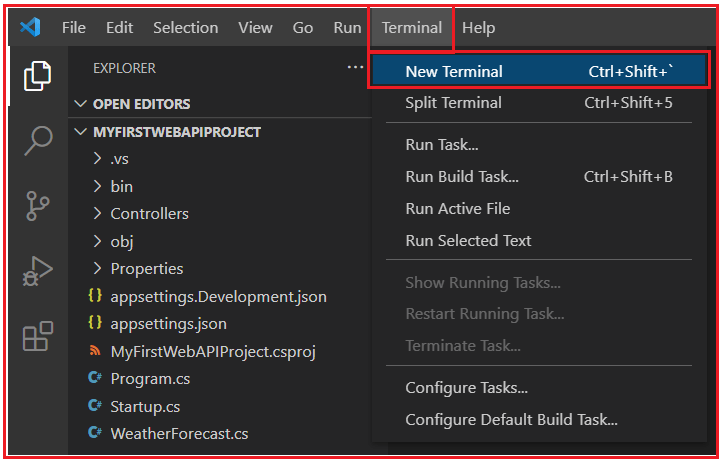 File Edit Selection View Go Run Terminal Help
EXPLORER ...
OPEN EDITORS
MYFIRSTWEBAPIPROJECT
.vs
bin
Controllers
obj
Properties
{} appsettings.Development.json
{} appsettings.json
MyFirstWebAPIProject.csproj
C# Program.cs
C# Startup.cs
C# WeatherForecast.cs
New Terminal Ctrl+Shift+`
Split Terminal Ctrl+Shift+5
Run Task...
Run Build Task... Ctrl+Shift+B
Run Active File
Run Selected Text
Show Running Tasks...
Restart Running Task...
Terminate Task...
Configure Tasks...
Configure Default Build Task...